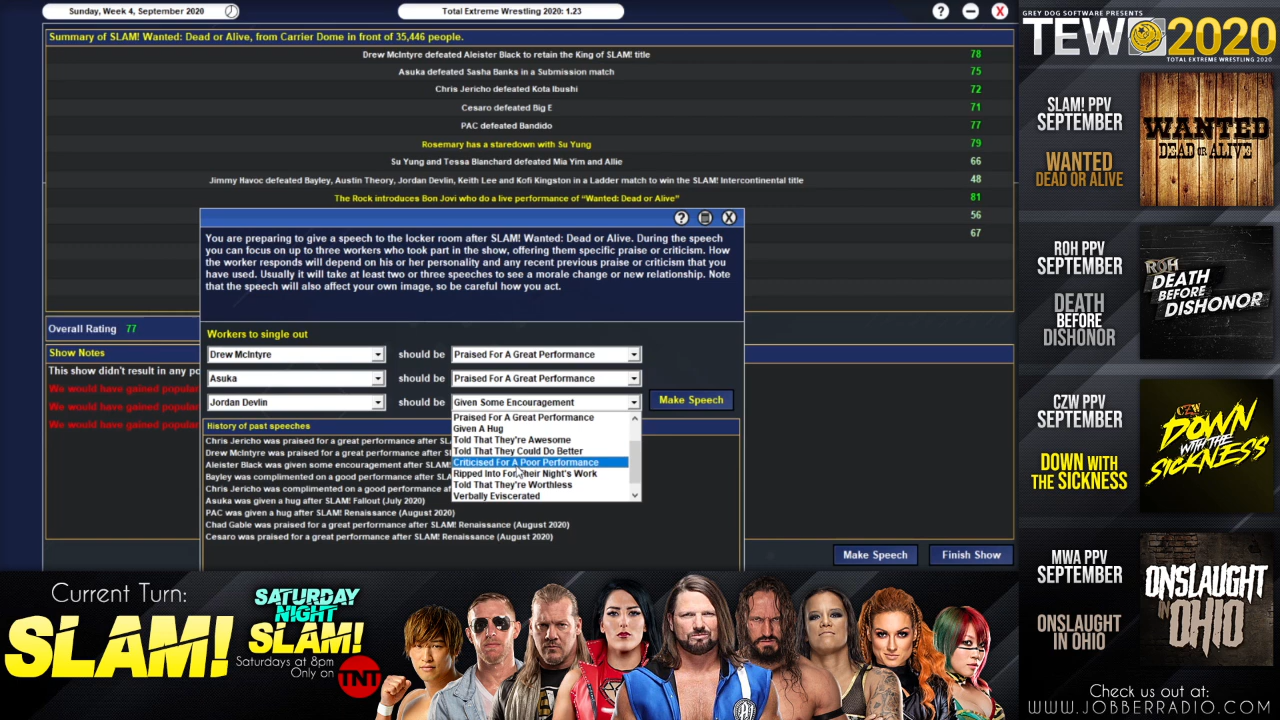 Sunday, Week 4, September 2020
Total Extreme Wrestling 2020: 1.23
?
X
Summary of SLAM! Wanted: Dead or Alive, from Carrier Dome in front of 35,446 people.
Drew McIntyre defeated Aleister Black to retain the King of SLAM! title 78
Asuka defeated Sasha Banks in a Submission match 75
Chris Jericho defeated Kota Ibushi 72
Cesaro defeated Big E 71
PAC defeated Bandido 77
Rosemary has a staredown with Su Yung 79
Su Yung and Tessa Blanchard defeated Mia Yim and Allie 66
Jimmy Havoc defeated Bayley, Austin Theory, Jordan Devlin, Keith Lee and Kofi Kingston in a Ladder match to win the SLAM! Intercontinental title 48
The Rock introduces Bon Jovi who do a live performance of "Wanted: Dead or Alive" 81
56
67
? X
You are preparing to give a speech to the locker room after SLAM! Wanted: Dead or Alive. During the speech
you can focus on up to three workers who took part in the show, offering them specific praise or criticism. How
the worker responds will depend on his or her personality and any recent previous praise or criticism that you
have used. Usually it will take at least two or three speeches to see a morale change or new relationship. Note
that the speech will also affect your own image, so be careful how you act.
Overall Rating 77
Show Notes
This show didn't result in any po
We would have gained popular
We would have gained popular
We would have gained popular
Workers to single out
Drew McIntyre should be Praised For A Great Performance
Asuka should be Praised For A Great Performance
Jordan Devlin should be Given Some Encouragement
Make Speech
Praised For A Great Performance
Given A Hug
Told That They're Awesome
Told That They Could Do Better
Criticised For A Poor Performance
Ripped Into For Their Night's Work
Told That They're Worthless
Verbally Eviscerated
History of past speeches
Chris Jericho was praised for a great performance after SL
Drew McIntyre was praised for a great performance after SL
Aleister Black was given some encouragement after SLAM
Bayley was complimented on a good performance after SL
Chris Jericho was complimented on a good performance a
Asuka was given a hug after SLAM! Fallout (July 2020)
PAC was given a hug after SLAM! Renaissance (August 2020)
Chad Gable was praised for a great performance after SLAM! Renaissance (August 2020)
Cesaro was praised for a great performance after SLAM! Renaissance (August 2020)
Make Speech
Finish Show
GREY DOG SOFTWARE PRESENTS
TEW 2020
TOTAL EXTREME WRESTLING 2020
SLAM! PPV
SEPTEMBER
WANTED
DEAD OR ALIVE
WANTED
DEAD OR ALIVE
ROH PPV
SEPTEMBER
DEATH
BEFORE
DISHONOR
ROH
DEATH
BEFORE
DISHONOR
CZW PPV
SEPTEMBER
DOWN WITH
THE SICKNESS
CZW
DOWN
WITH THE
SICKNESS
MWA PPV
SEPTEMBER
ONSLAUGHT
IN OHIO
ONSLAUGHT
IN OHIO
Current Turn:
SLAM!
SATURDAY
NIGHT
SLAM!
Saturdays at 8pm
Only on
TNT
Check us out at:
WWW.JOBBERRADIO.COM